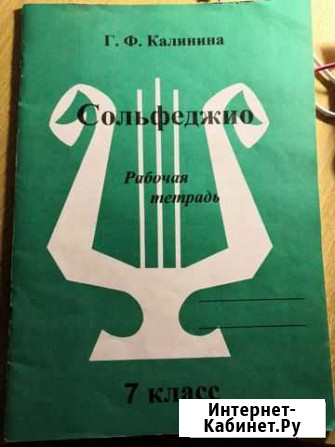 Г. Ф. Калинина
Сольфеджио
Рабочая
тетрадь
7 класс
Интернет-
Кабинет.Ру